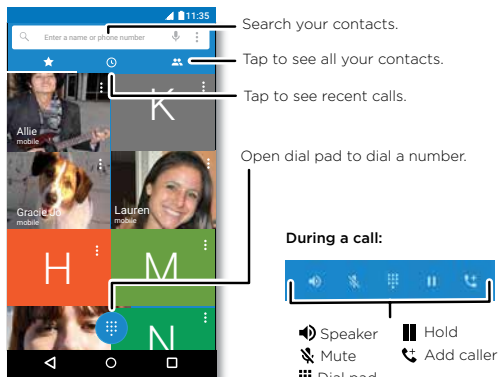 11:35
Enter a name or phone number
Search your contacts.
Tap to see all your contacts.
Tap to see recent calls.
K
Allie
mobile
Open dial pad to dial a number.
Gracie Jo
mobile
Lauren
mobile
H
M
N
During a call:
Speaker
Hold
Mute
Add caller
Dial pad